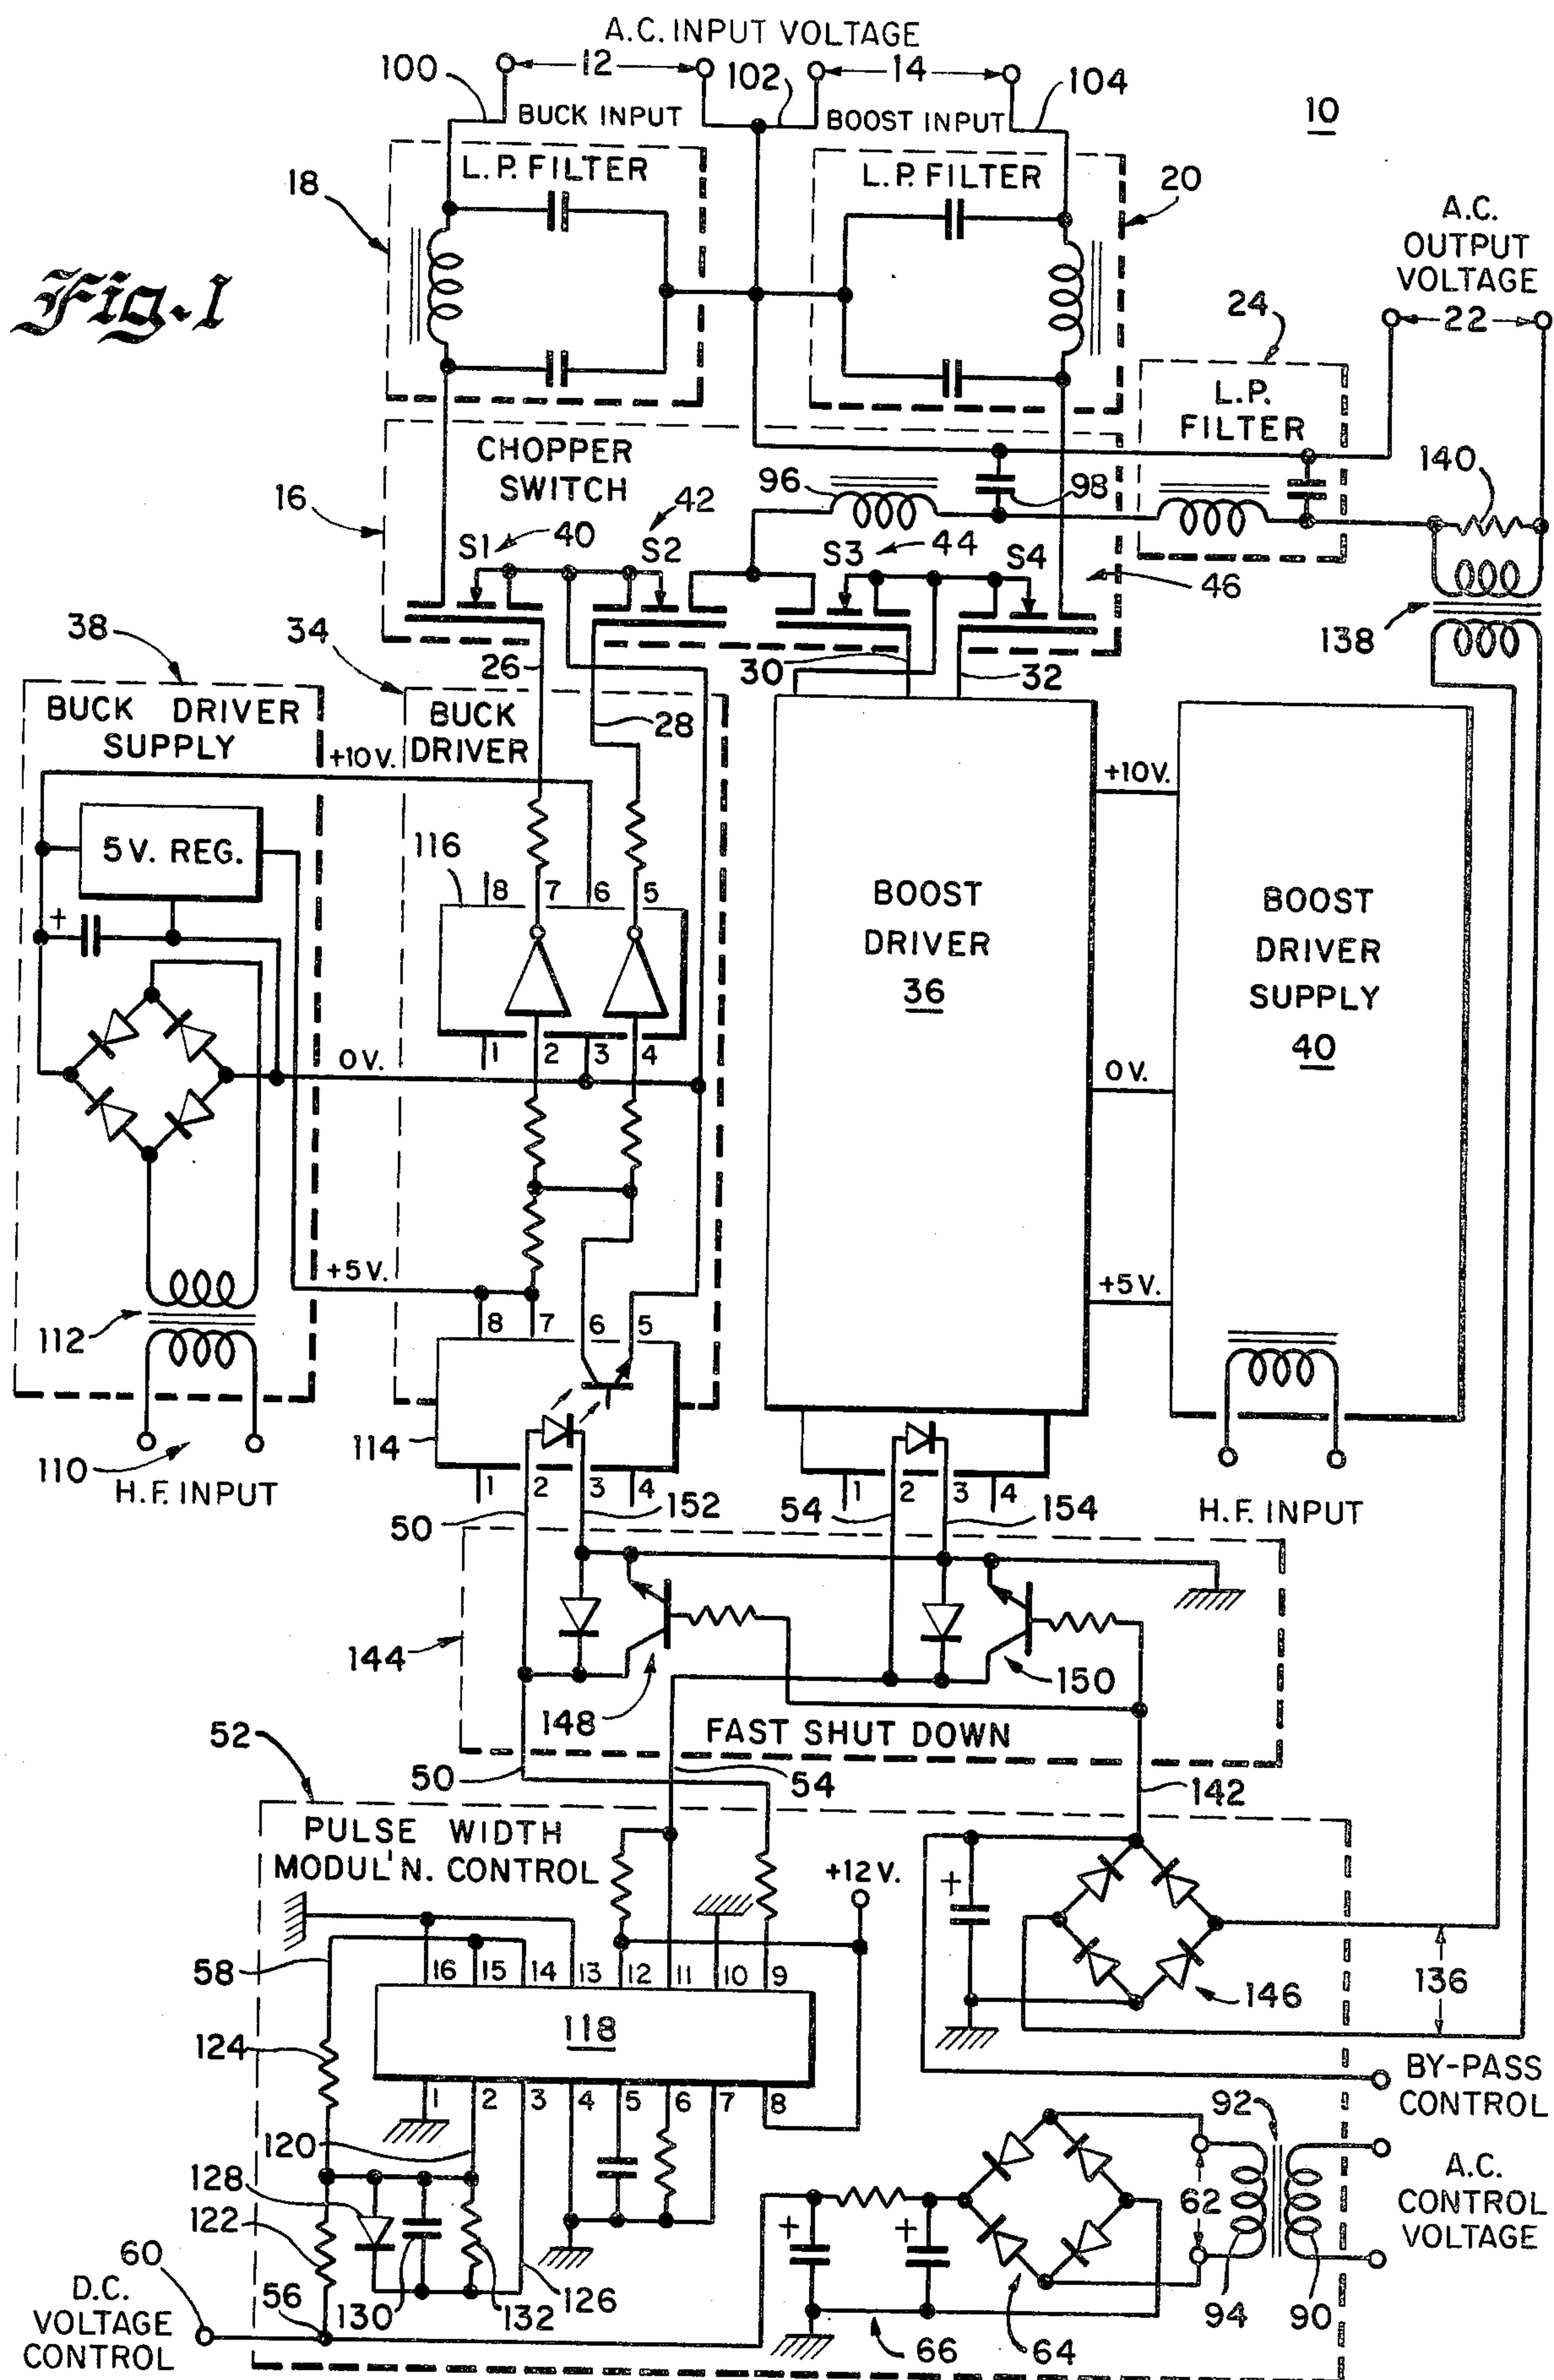 A.C. INPUT VOLTAGE
100
12
102
14
104
10
BUCK INPUT
BOOST INPUT
18
L.P. FILTER
L.P. FILTER
20
Fig. 1
A.C.
OUTPUT
VOLTAGE
22
24
L.P.
FILTER
CHOPPER
SWITCH
16
42
96
98
140
S1
40
S2
S3
44
S4
46
138
38
34
26
30
32
BUCK DRIVER
SUPPLY
BUCK
DRIVER
28
+10V.
+10V.
5V. REG.
116
8
7
6
5
+
BOOST
DRIVER
36
BOOST
DRIVER
SUPPLY
40
1
2
3
4
0V.
0V.
+5V.
+5V.
112
8
7
6
5
114
110
H.F. INPUT
1
2
3
4
1
2
3
4
50
152
54
154
H.F. INPUT
144
148
150
FAST SHUT DOWN
52
50
54
142
PULSE WIDTH
MODUL'N. CONTROL
+12V.
+
58
16
15
14
13
12
11
10
9
146
136
118
124
1
2
3
4
5
6
7
8
BY-PASS
CONTROL
92
120
128
122
62
A.C.
CONTROL
VOLTAGE
+
+
60
D.C.
VOLTAGE
CONTROL
56
130
132
126
66
64
94
90